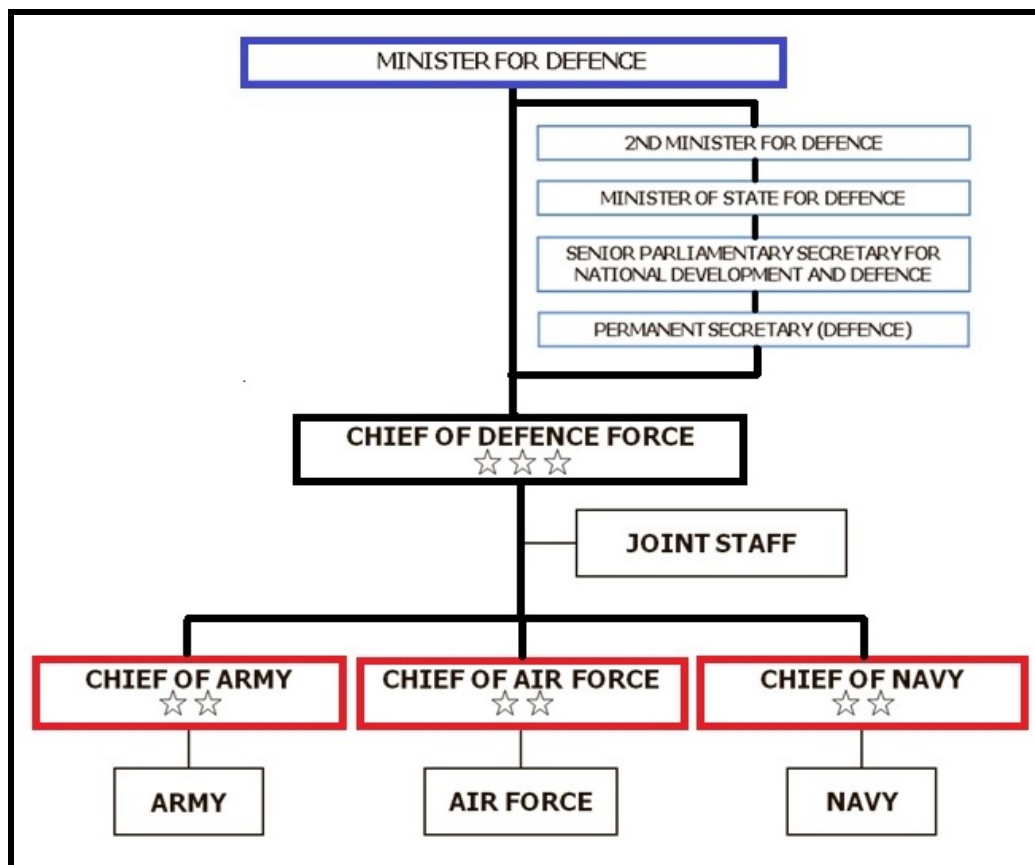 MINISTER FOR DEFENCE
2ND MINISTER FOR DEFENCE
MINISTER OF STATE FOR DEFENCE
SENIOR PARLIAMENTARY SECRETARY FOR
NATIONAL DEVELOPMENT AND DEFENCE
PERMANENT SECRETARY (DEFENCE)
CHIEF OF DEFENCE FORCE
JOINT STAFF
CHIEF OF ARMY
CHIEF OF AIR FORCE
CHIEF OF NAVY
ARMY
AIR FORCE
NAVY